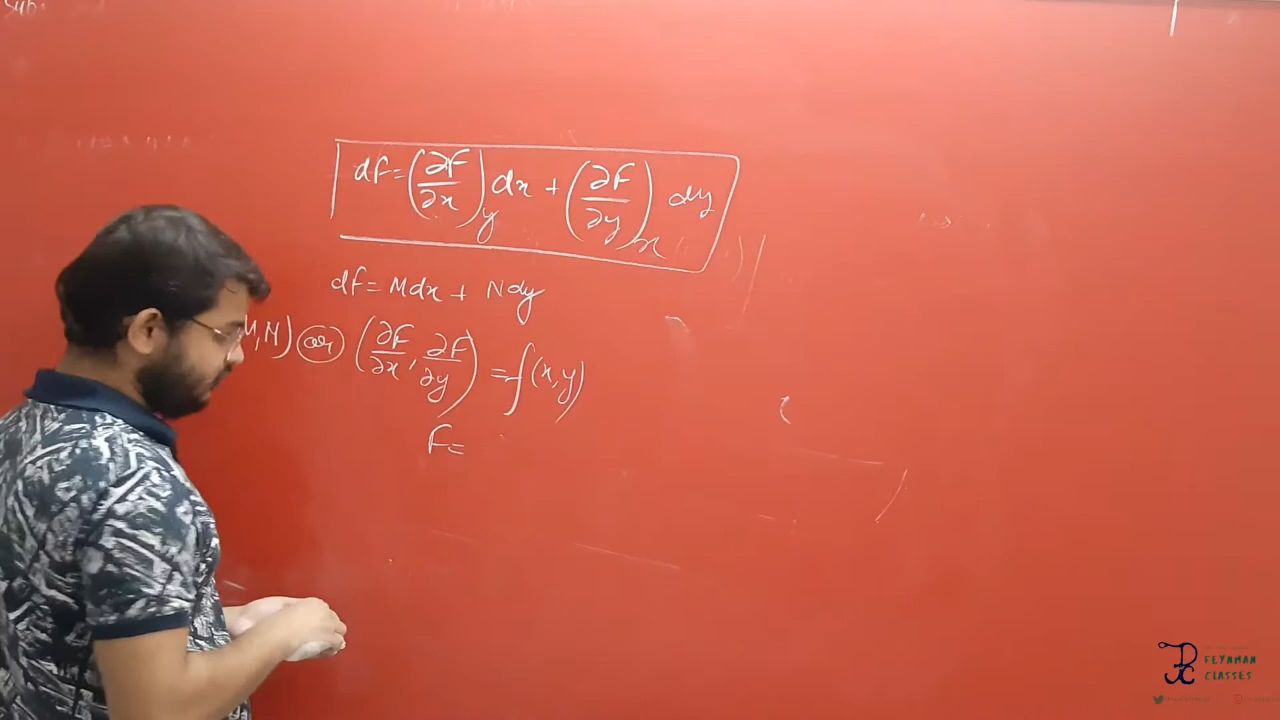 dF = (∂F/∂x)_y dx + (∂F/∂y)_x dy
dF = Mdx + Ndy
M, N) or (∂F/∂x, ∂F/∂y) = f(x, y)
F =
FEYNMAN
CLASSES